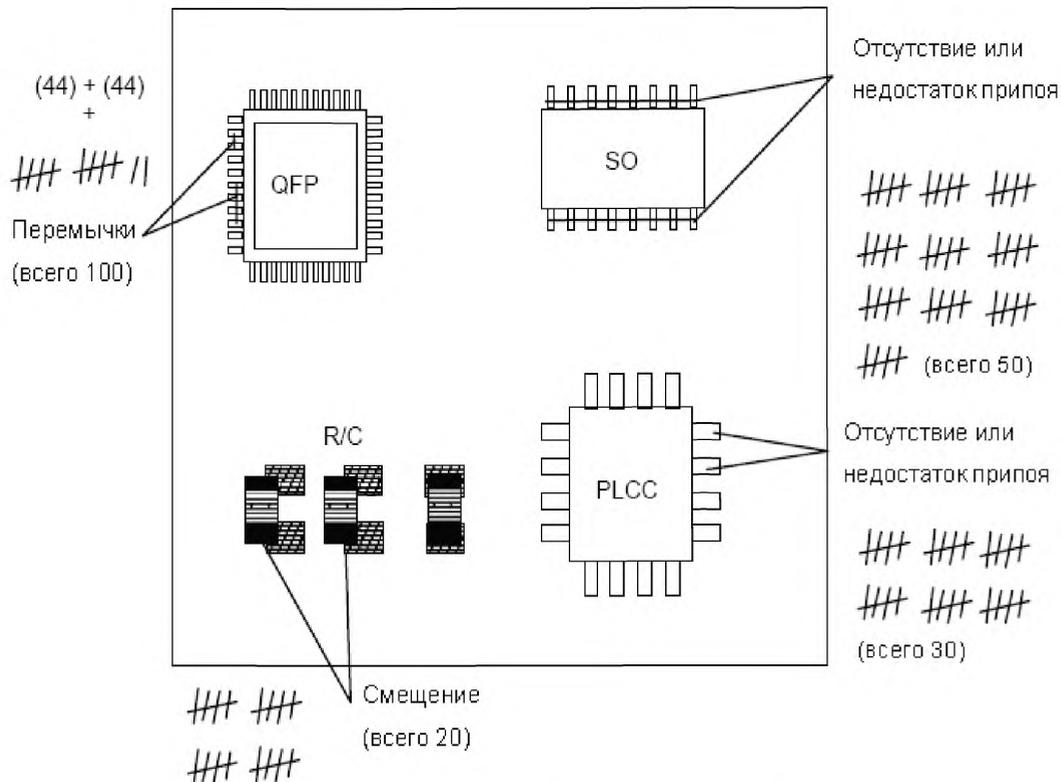 (44) + (44)
+
Перемычки
(всего 100)
QFP
SO
Отсутствие или
недостаток припоя
(всего 50)
R/C
PLCC
Отсутствие или
недостаток припоя
(всего 30)
Смещение
(всего 20)